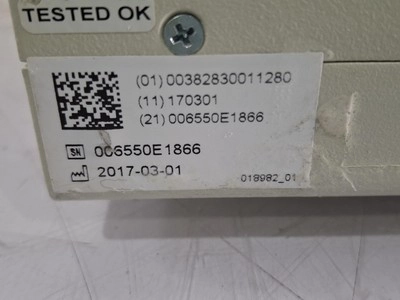 TESTED OK
(01) 00382830011280
(11) 170301
(21) 006550E1866
SN 006550E1866
2017-03-01
018982_01